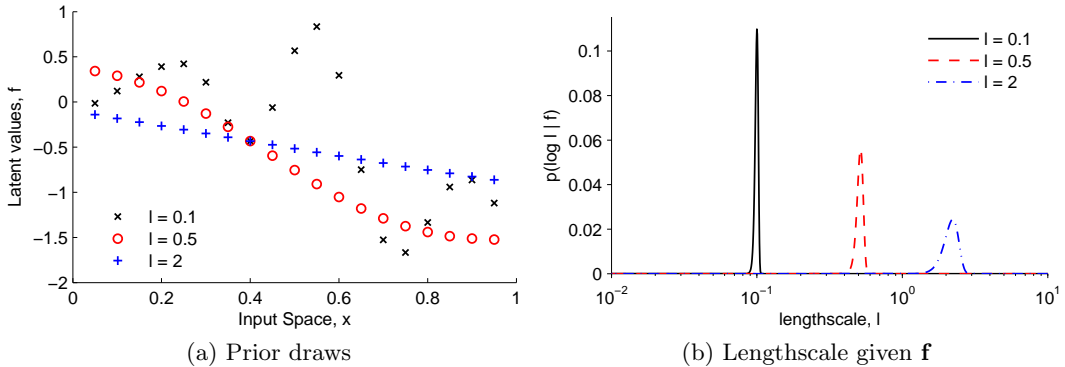 1
0.5
0
−0.5
−1
−1.5
−2
Latent values, f
l = 0.1
l = 0.5
l = 2
0
0.2
0.4
0.6
0.8
1
Input Space, x
(a) Prior draws
0.1
0.08
0.06
0.04
0.02
0
p(log l | f)
l = 0.1
l = 0.5
l = 2
10^−2
10^−1
10^0
10^1
lengthscale, l
(b) Lengthscale given f